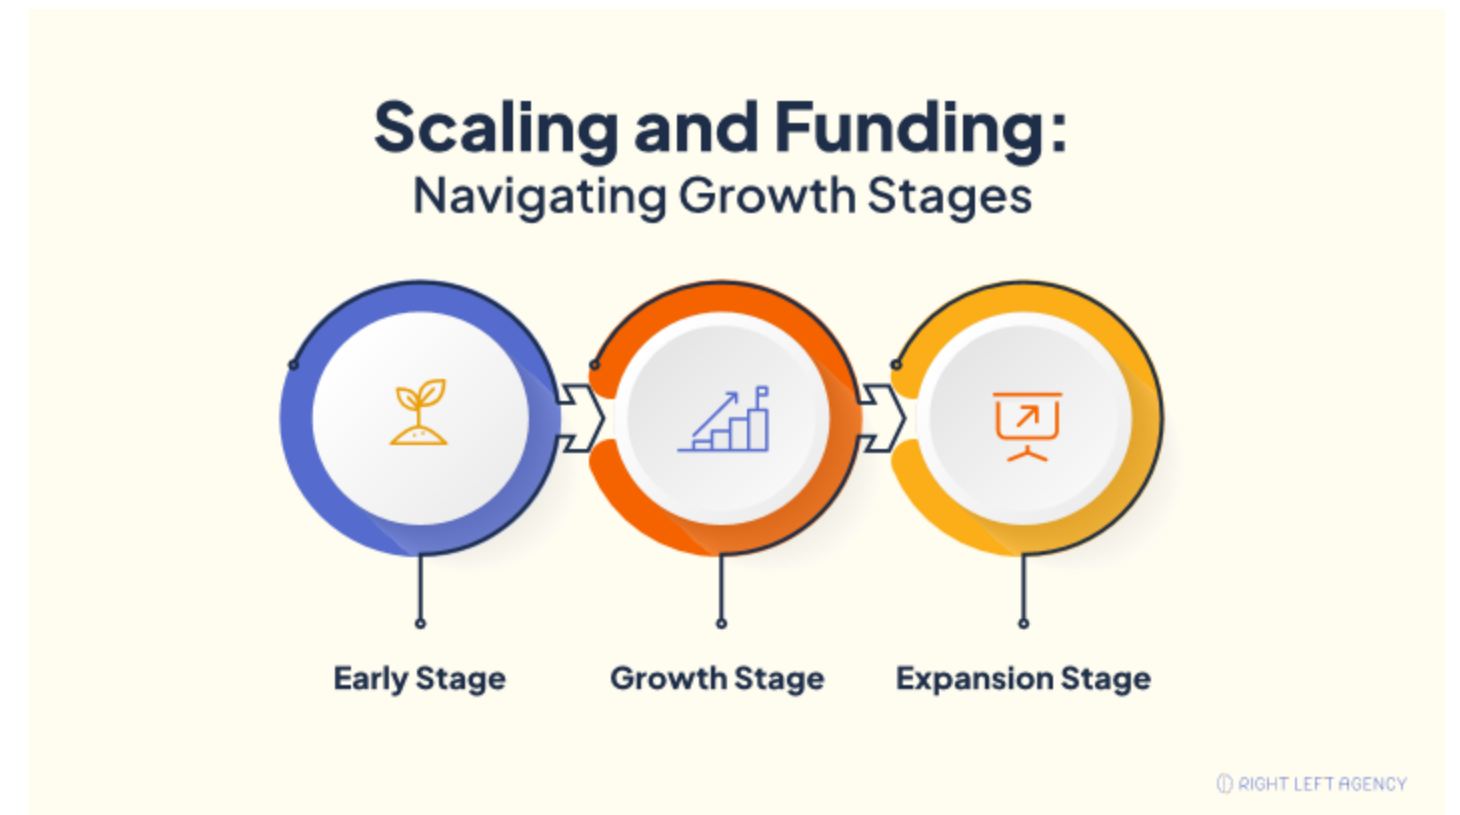 Scaling and Funding:
Navigating Growth Stages
Early Stage
Growth Stage
Expansion Stage
RIGHT LEFT AGENCY